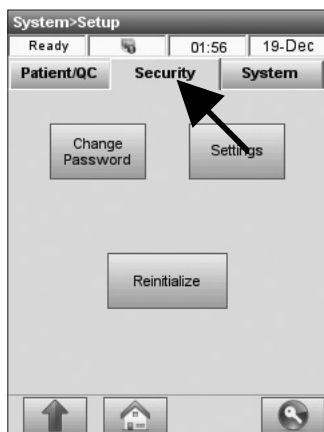 System>Setup
Ready 01:56 19-Dec
Patient/QC Security System
Change
Password
Settings
Reinitialize